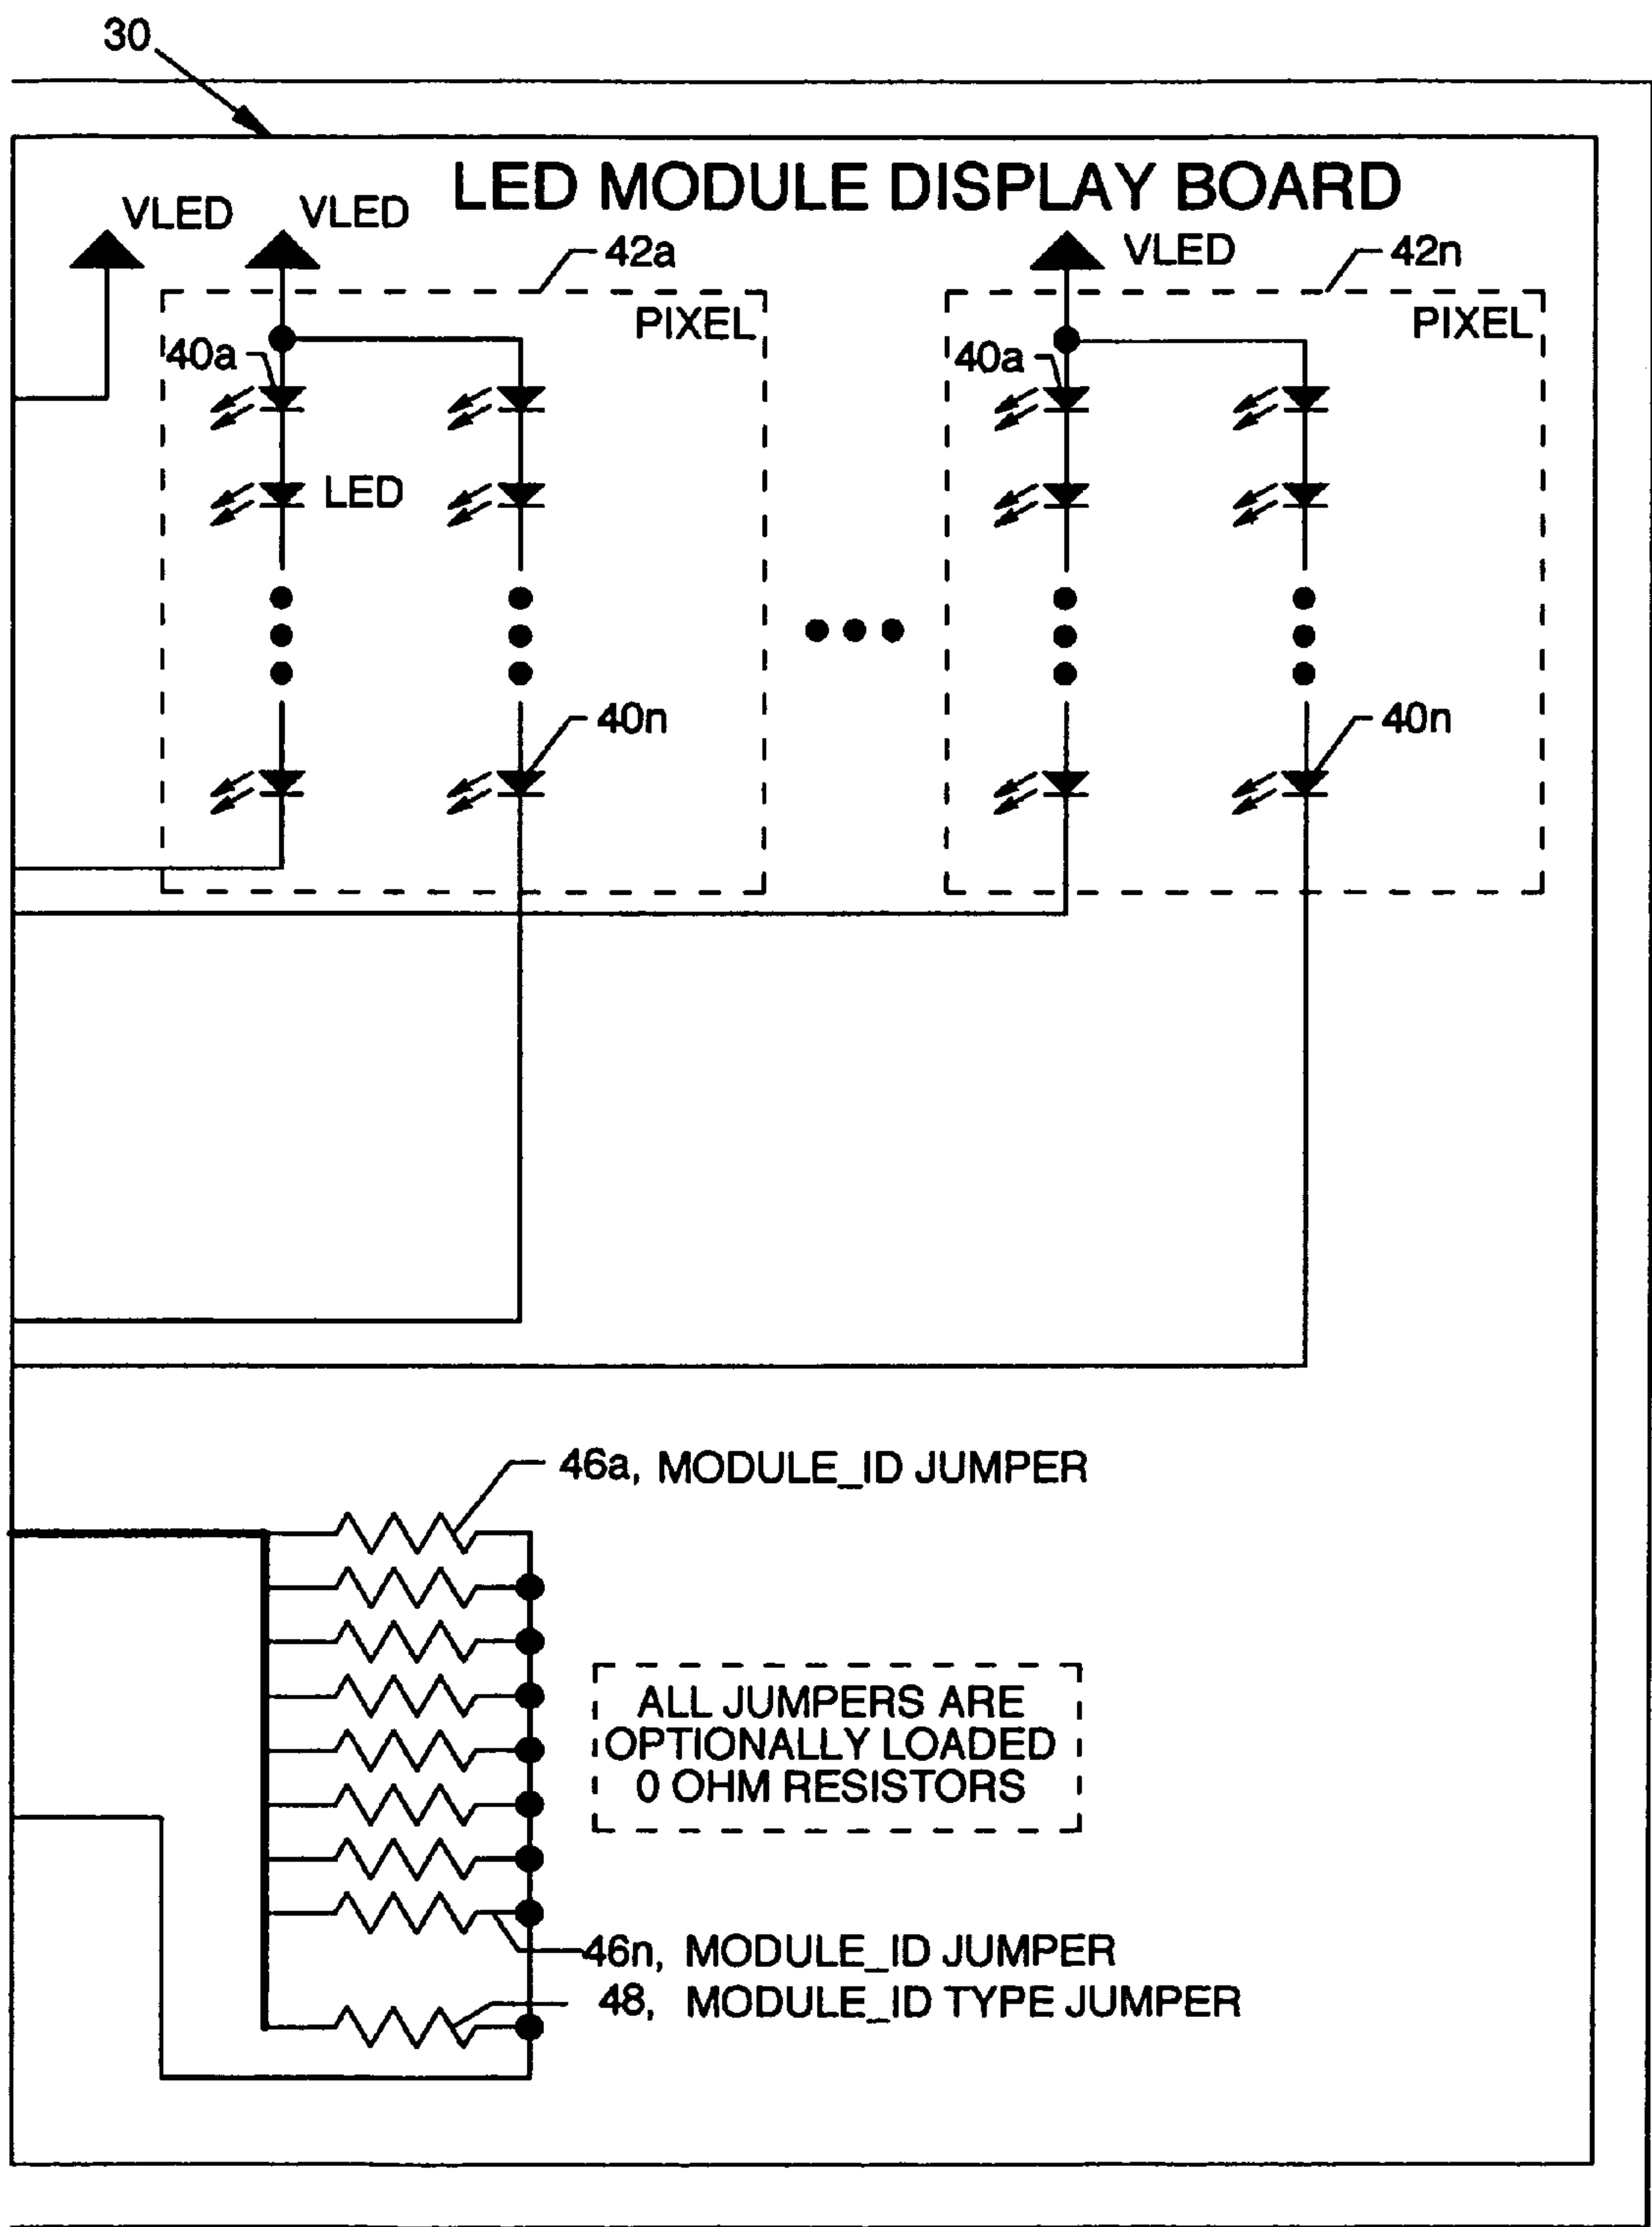 30
LED MODULE DISPLAY BOARD
VLED
VLED
VLED
42a
42n
PIXEL
PIXEL
40a
40a
LED
40n
40n
46a, MODULE_ID JUMPER
ALL JUMPERS ARE
OPTIONALLY LOADED
0 OHM RESISTORS
46n, MODULE_ID JUMPER
48, MODULE_ID TYPE JUMPER